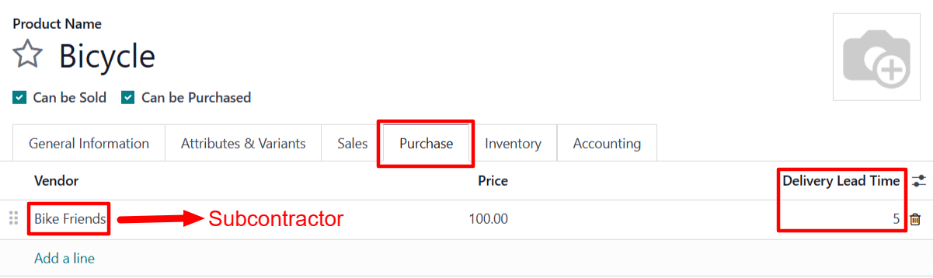 Product Name
Bicycle
Can be Sold Can be Purchased
General Information Attributes & Variants Sales Purchase Inventory Accounting
Vendor Price Delivery Lead Time
Bike Friends Subcontractor 100.00 5
Add a line